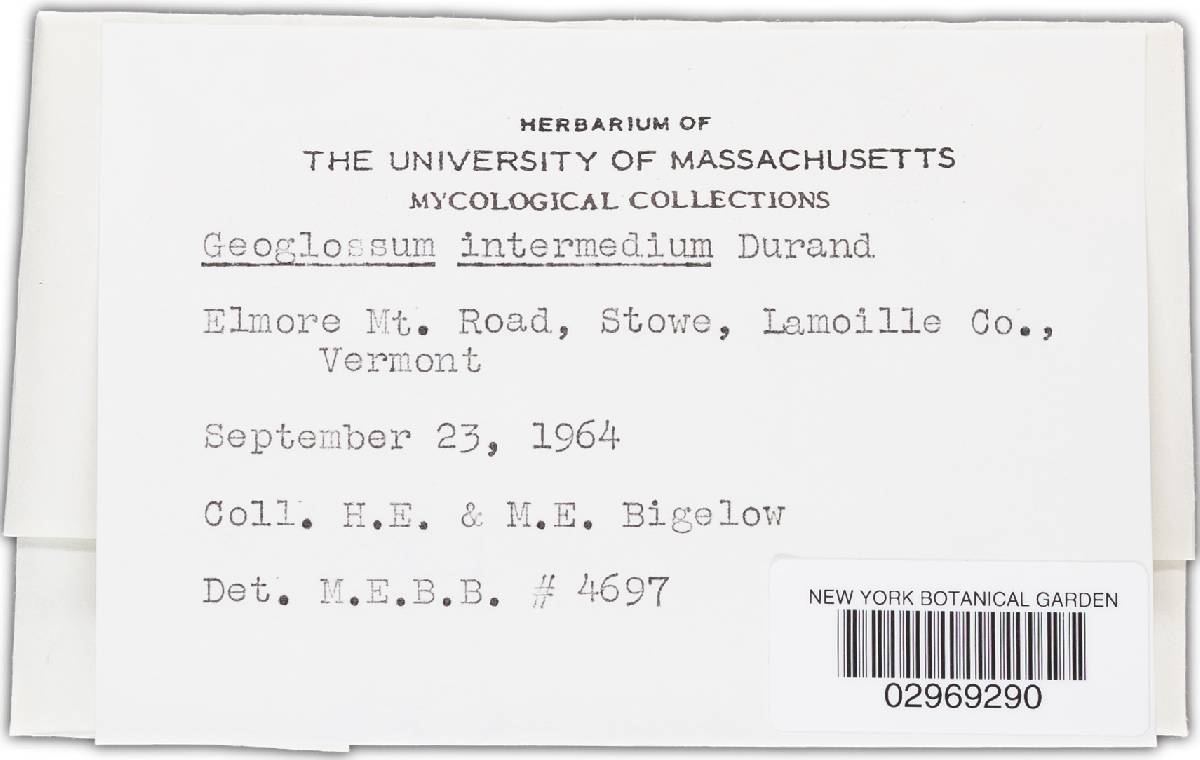 HERBARIUM OF
THE UNIVERSITY OF MASSACHUSETTS
MYCOLOGICAL COLLECTIONS
Geoglossum intermedium Durand
Elmore Mt. Road, Stowe, Lamoille Co.,
Vermont
September 23, 1964
Coll. H.E. & M.E. Bigelow
Det. M.E.B.B. # 4697
NEW YORK BOTANICAL GARDEN
02969290